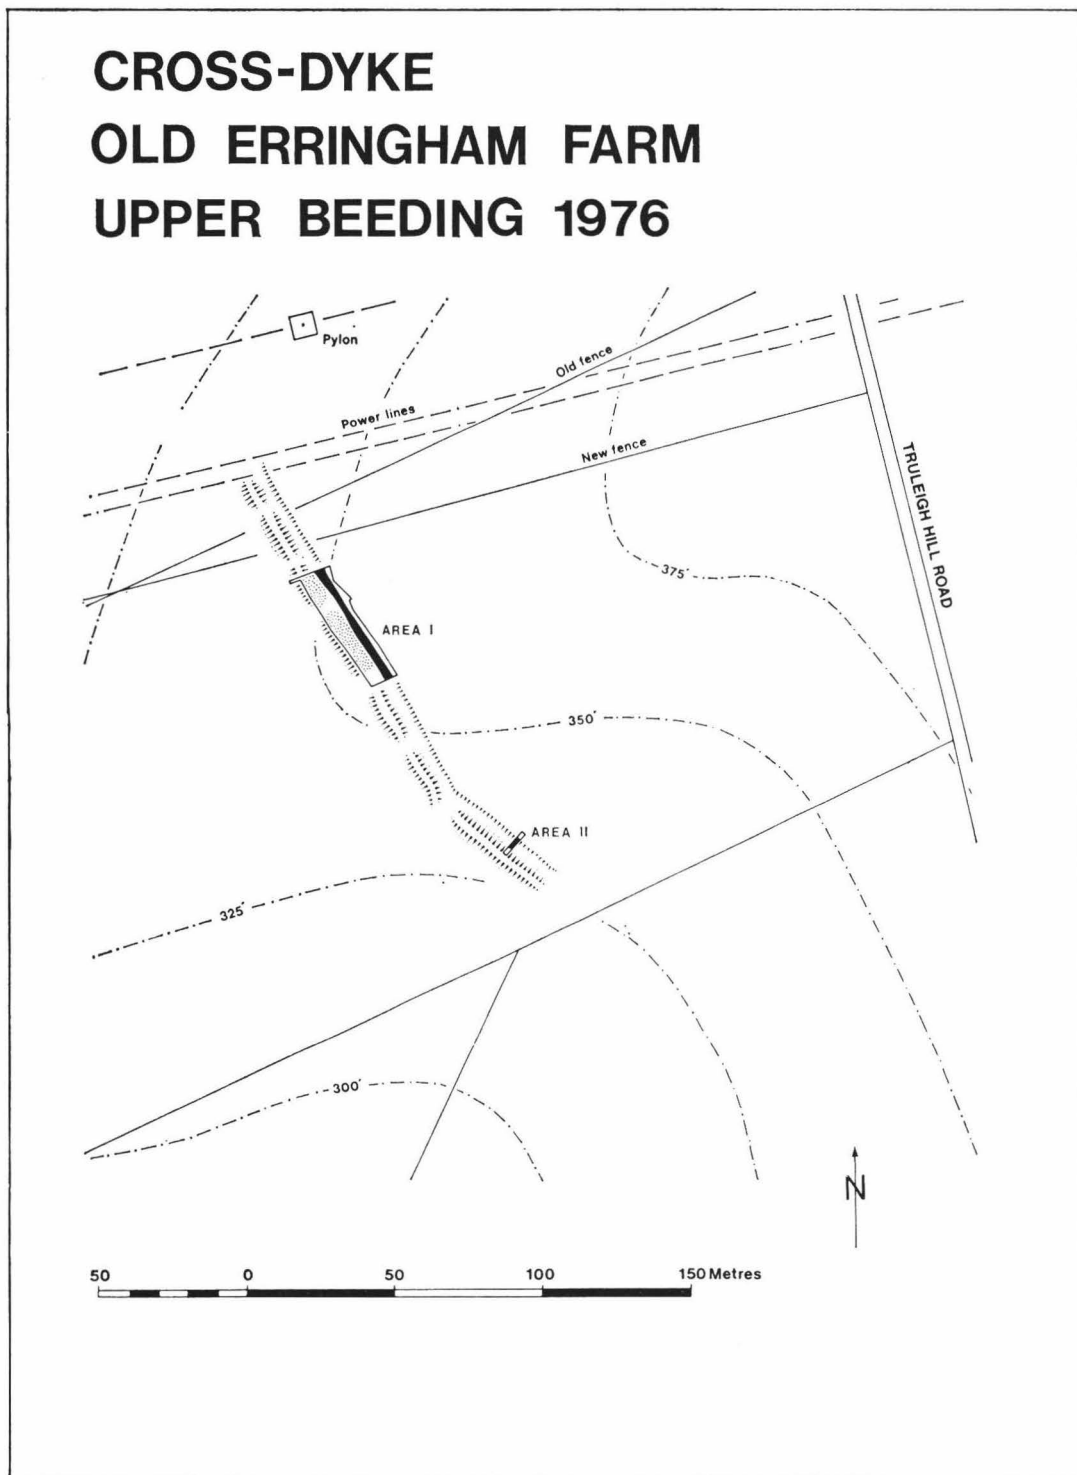 CROSS-DYKE
OLD ERRINGHAM FARM
UPPER BEEDING 1976
Pylon
Old fence
Power lines
New fence
TRULEIGH HILL ROAD
375'
AREA I
350'
AREA II
325'
300'
N
50 0 50 100 150 Metres